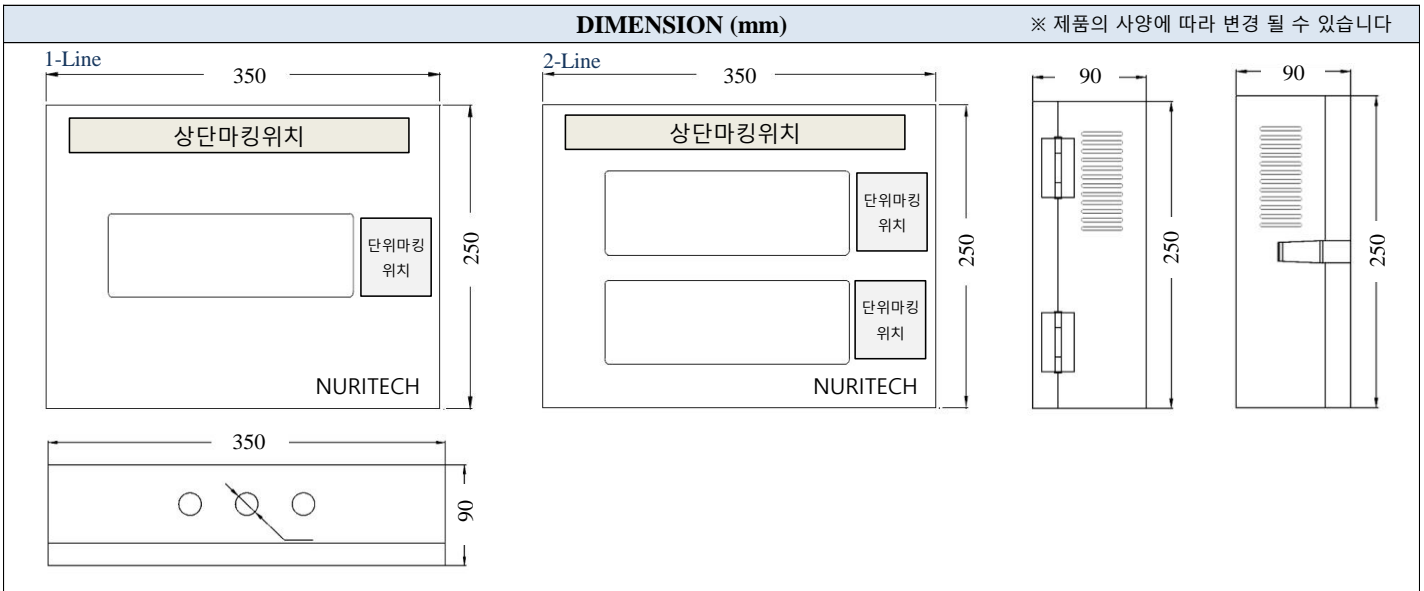 DIMENSION (mm)
※ 제품의 사양에 따라 변경 될 수 있습니다
1-Line
350
상단마킹위치
단위마킹
위치
250
NURITECH
2-Line
350
상단마킹위치
단위마킹
위치
단위마킹
위치
250
NURITECH
90
250
90
250
350
90